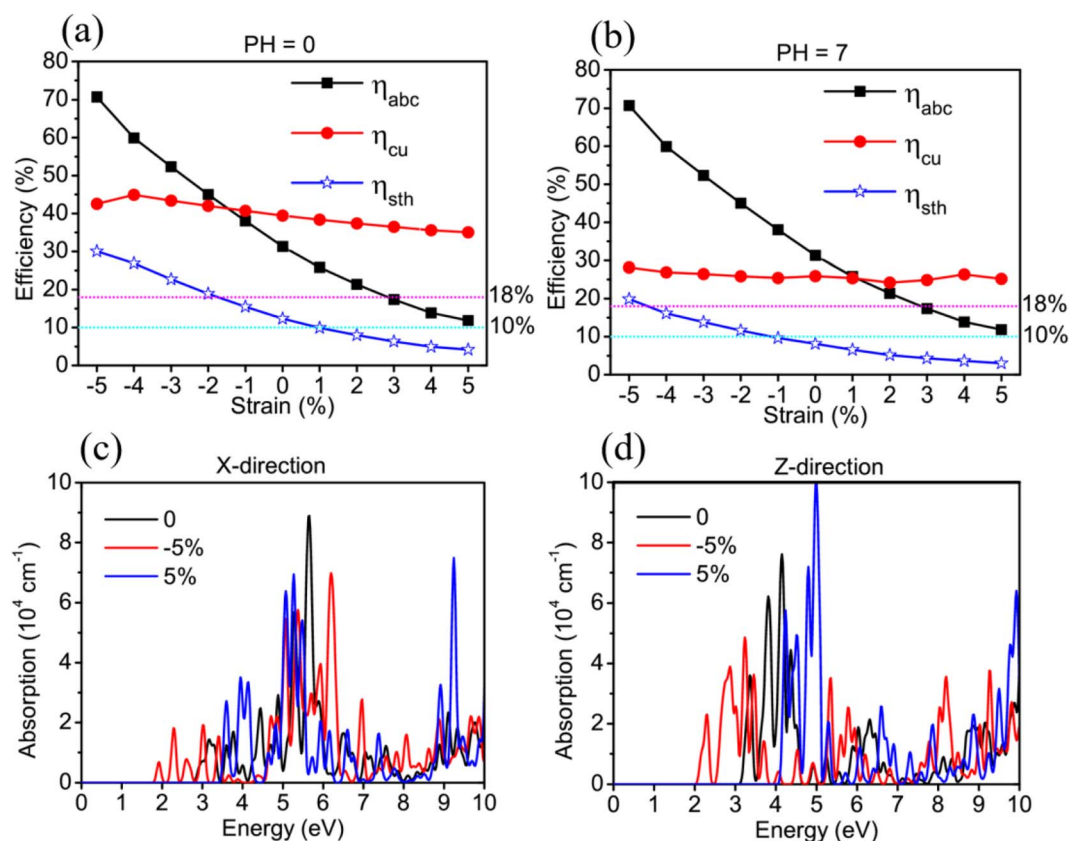 (a)
PH = 0
Efficiency (%)
80
70
60
50
40
30
20
10
0
η_abc
η_cu
η_sth
18%
10%
-5 -4 -3 -2 -1 0 1 2 3 4 5
Strain (%)
(b)
PH = 7
Efficiency (%)
80
70
60
50
40
30
20
10
0
η_abc
η_cu
η_sth
18%
10%
-5 -4 -3 -2 -1 0 1 2 3 4 5
Strain (%)
(c)
X-direction
Absorption (10⁴ cm⁻¹)
10
8
6
4
2
0
0
-5%
5%
0 1 2 3 4 5 6 7 8 9 10
Energy (eV)
(d)
Z-direction
Absorption (10⁴ cm⁻¹)
10
8
6
4
2
0
0
-5%
5%
0 1 2 3 4 5 6 7 8 9 10
Energy (eV)